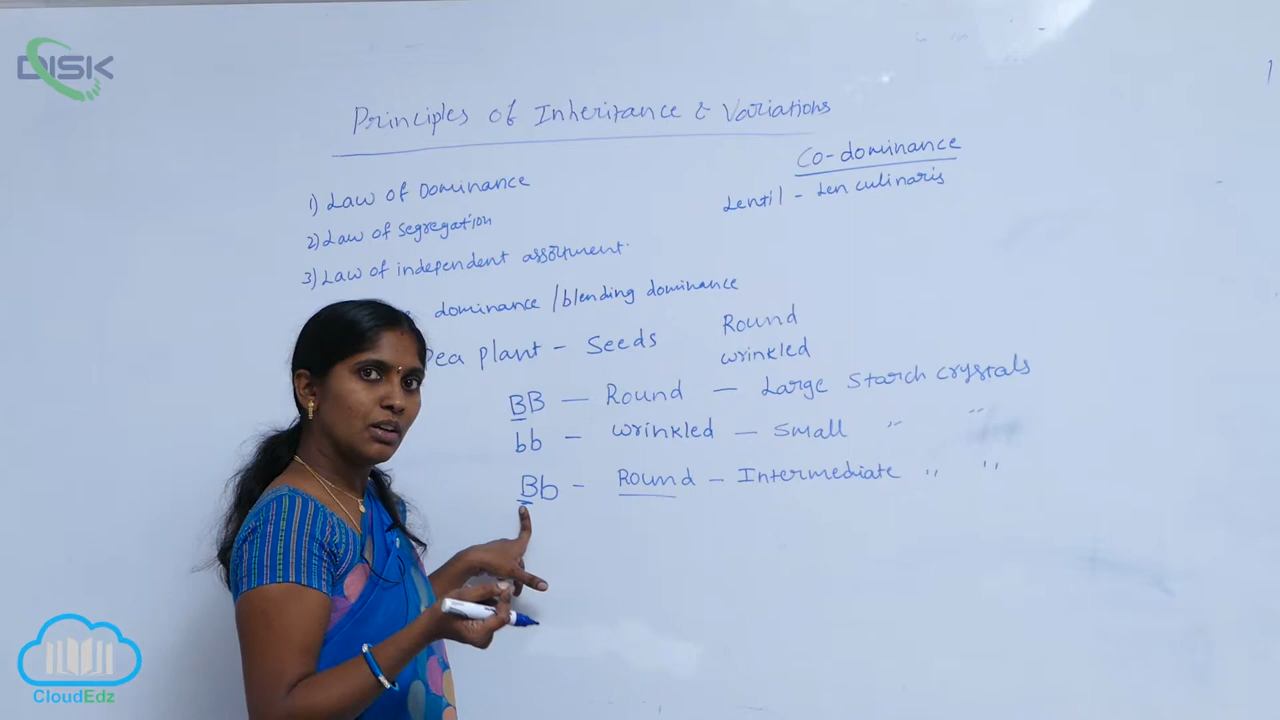 DISK
Principles of Inheritance & Variations
Co-dominance
Lentil - Len culinaris
1) Law of Dominance
2) Law of Segregation
3) Law of independent assortment
dominance / blending dominance
Pea plant - Seeds
Round
wrinkled
BB - Round - Large Starch crystals
bb - wrinkled - small " "
Bb - Round - Intermediate " "
CloudEdz